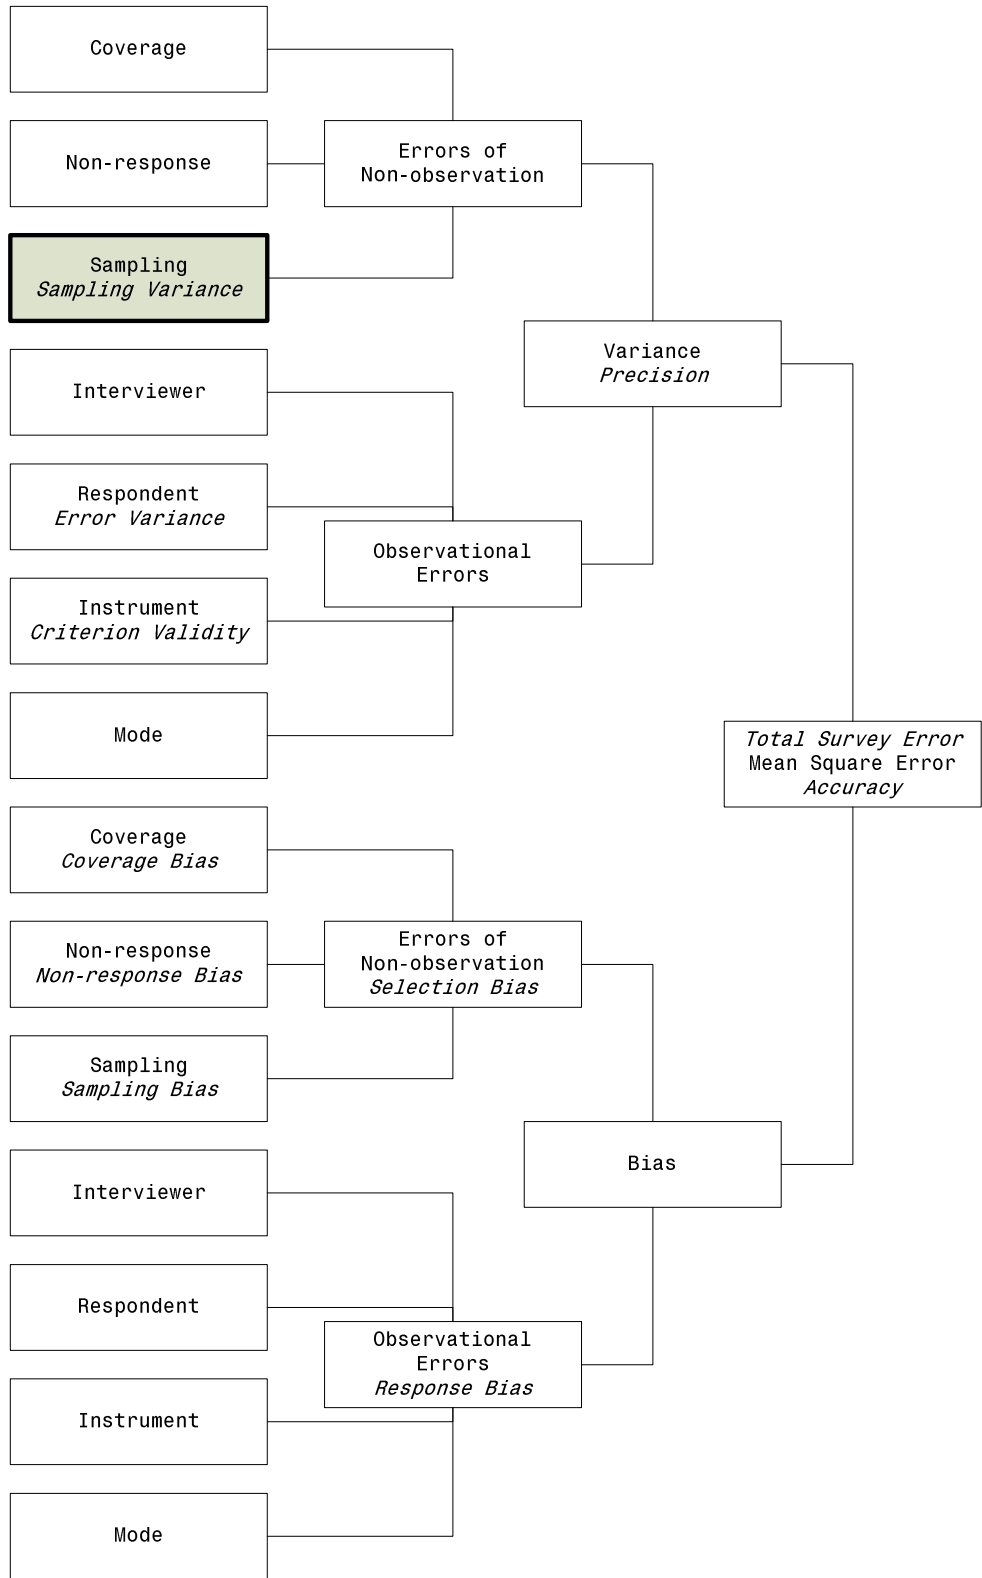 Coverage
Non-response
Errors of
Non-observation
Sampling
Sampling Variance
Interviewer
Variance
Precision
Respondent
Error Variance
Observational
Errors
Instrument
Criterion Validity
Mode
Total Survey Error
Mean Square Error
Accuracy
Coverage
Coverage Bias
Non-response
Non-response Bias
Errors of
Non-observation
Selection Bias
Sampling
Sampling Bias
Interviewer
Bias
Respondent
Observational
Errors
Response Bias
Instrument
Mode